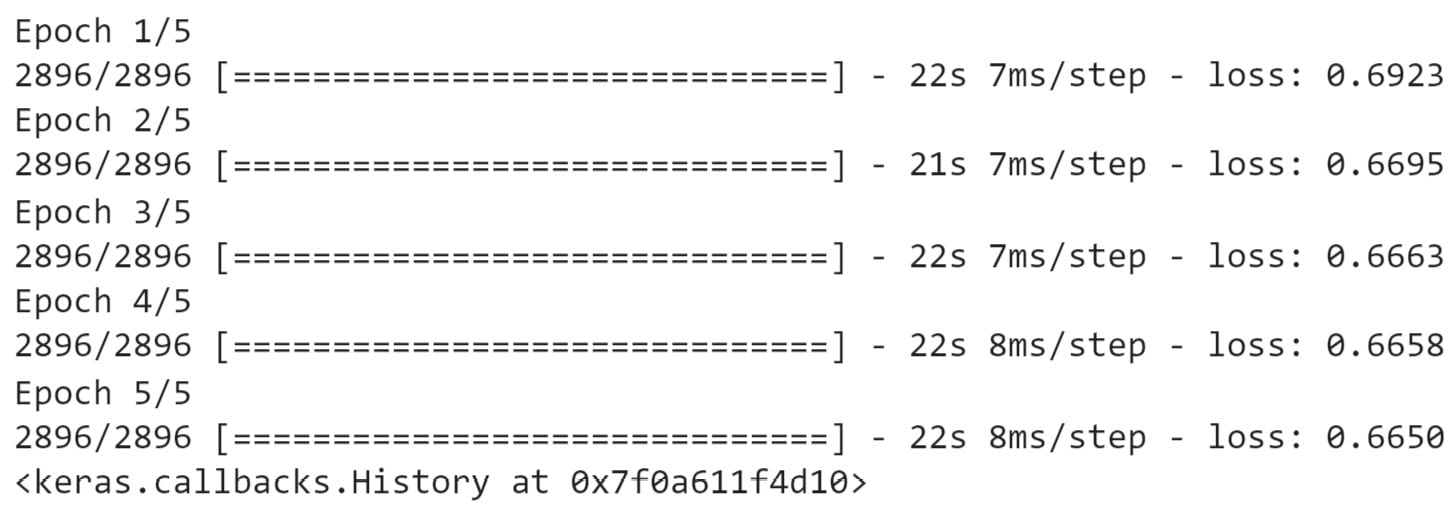 Epoch 1/5
2896/2896 [==============================] - 22s 7ms/step - loss: 0.6923
Epoch 2/5
2896/2896 [==============================] - 21s 7ms/step - loss: 0.6695
Epoch 3/5
2896/2896 [==============================] - 22s 7ms/step - loss: 0.6663
Epoch 4/5
2896/2896 [==============================] - 22s 8ms/step - loss: 0.6658
Epoch 5/5
2896/2896 [==============================] - 22s 8ms/step - loss: 0.6650
<keras.callbacks.History at 0x7f0a611f4d10>